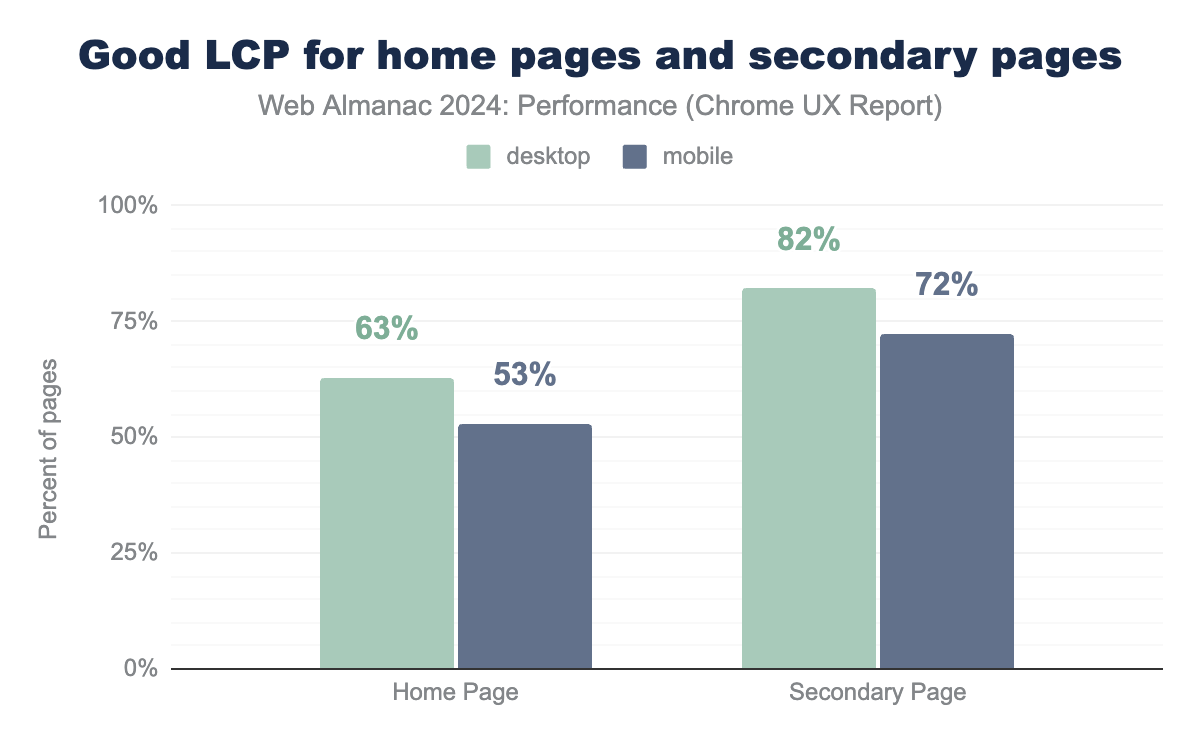 Good LCP for home pages and secondary pages
Web Almanac 2024: Performance (Chrome UX Report)
desktop mobile
100%
75%
50%
25%
0%
Percent of pages
63%
53%
82%
72%
Home Page
Secondary Page